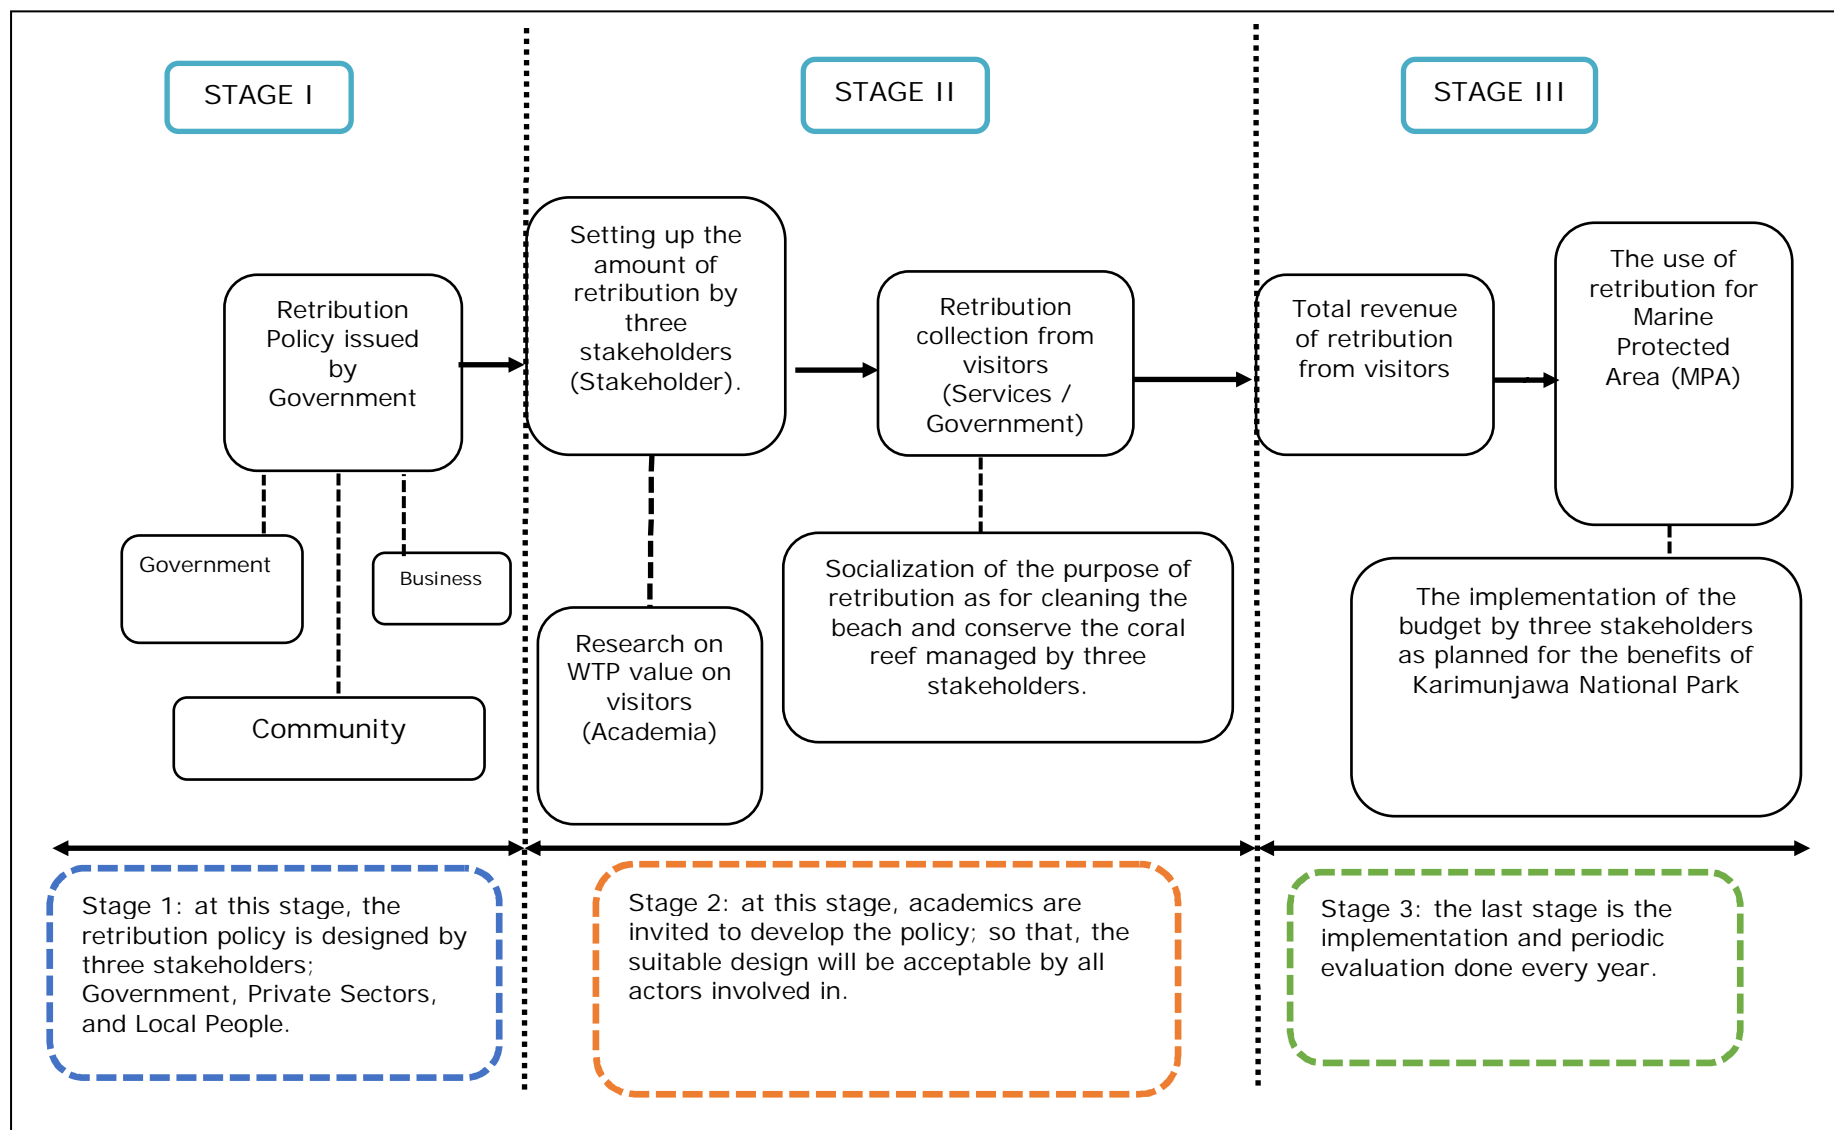 STAGE I
STAGE II
STAGE III
Retribution
Policy issued
by
Government
Government
Business
Community
Setting up the
amount of
retribution by
three
stakeholders
(Stakeholder).
Retribution
collection from
visitors
(Services /
Government)
Research on
WTP value on
visitors
(Academia)
Socialization of the purpose of
retribution as for cleaning the
beach and conserve the coral
reef managed by three
stakeholders.
Total revenue
of retribution
from visitors
The use of
retribution for
Marine
Protected
Area (MPA)
The implementation of the
budget by three stakeholders
as planned for the benefits of
Karimunjawa National Park
Stage 1: at this stage, the
retribution policy is designed by
three stakeholders;
Government, Private Sectors,
and Local People.
Stage 2: at this stage, academics are
invited to develop the policy; so that, the
suitable design will be acceptable by all
actors involved in.
Stage 3: the last stage is the
implementation and periodic
evaluation done every year.